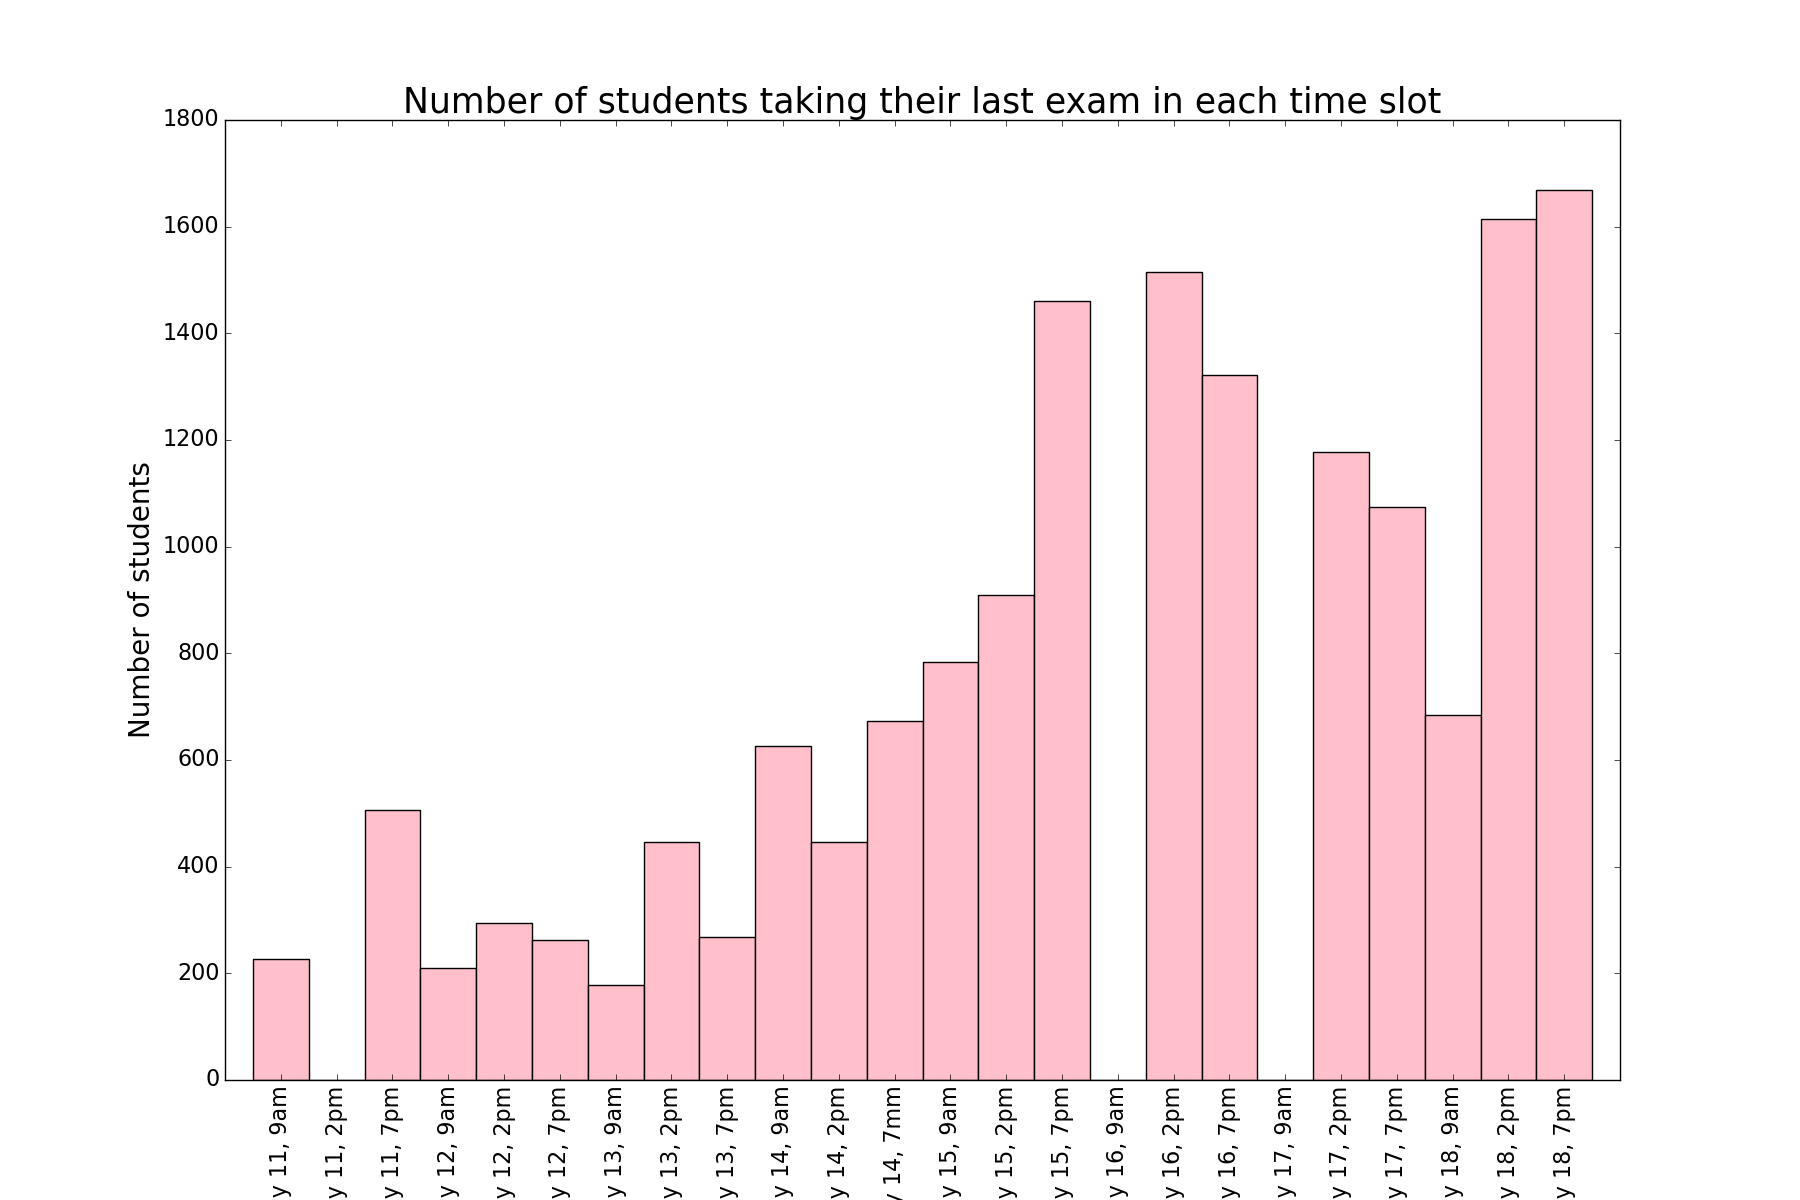 Number of students taking their last exam in each time slot
Number of students
1800
1600
1400
1200
1000
800
600
400
200
0
y 11, 9am
y 11, 2pm
y 11, 7pm
y 12, 9am
y 12, 2pm
y 12, 7pm
y 13, 9am
y 13, 2pm
y 13, 7pm
y 14, 9am
y 14, 2pm
y 14, 7mm
y 15, 9am
y 15, 2pm
y 15, 7pm
y 16, 9am
y 16, 2pm
y 16, 7pm
y 17, 9am
y 17, 2pm
y 17, 7pm
y 18, 9am
y 18, 2pm
y 18, 7pm